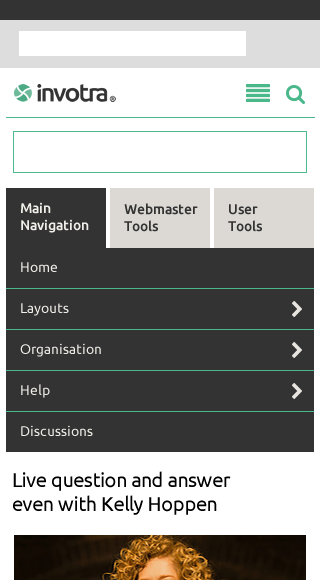 invotra®
Main
Navigation
Webmaster
Tools
User
Tools
Home
Layouts
Organisation
Help
Discussions
Live question and answer
even with Kelly Hoppen